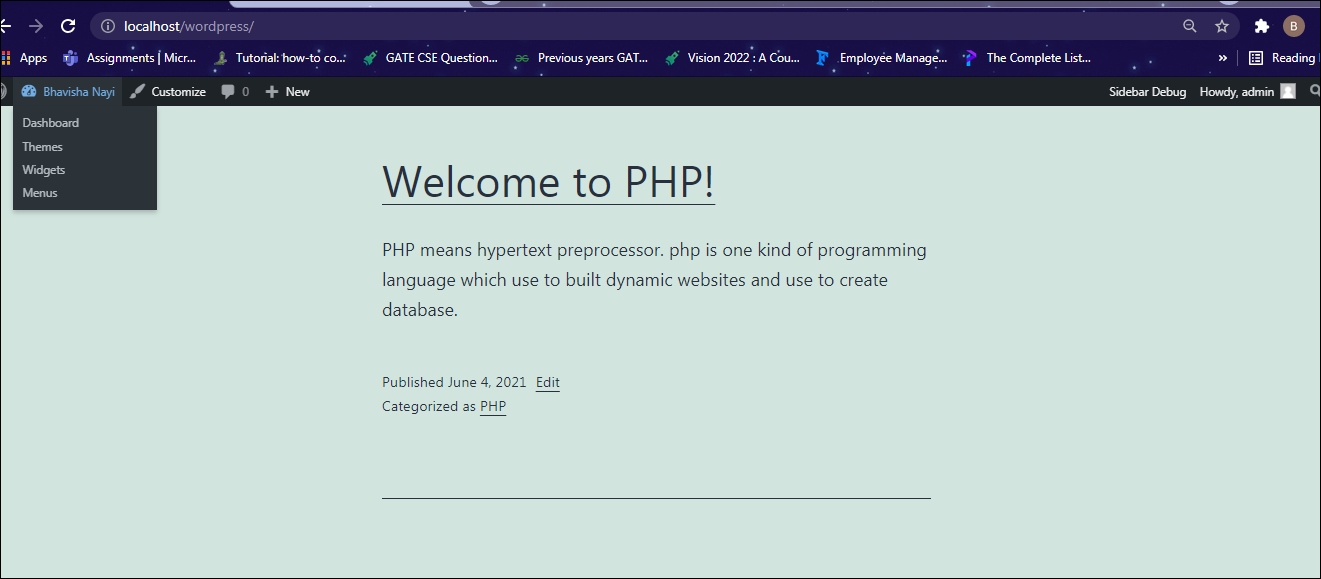 localhost/wordpress/
B
Apps Assignments | Micr... Tutorial: how-to co... GATE CSE Question... Previous years GAT... Vision 2022 : A Cou... Employee Manage... The Complete List... » Reading
Bhavisha Nayi Customize 0 New Sidebar Debug Howdy, admin
Dashboard
Themes
Widgets
Menus
Welcome to PHP!
PHP means hypertext preprocessor. php is one kind of programming
language which use to built dynamic websites and use to create
database.
Published June 4, 2021 Edit
Categorized as PHP